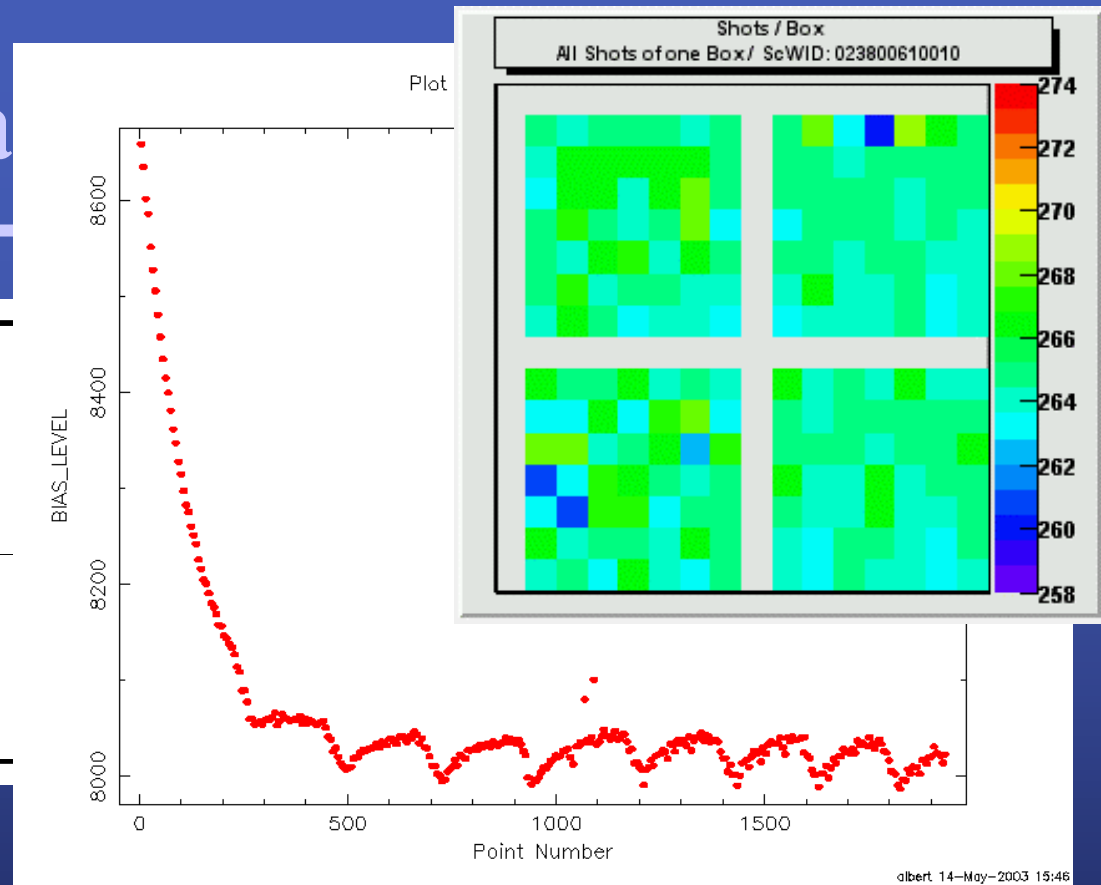 a
Plot
8600
8400
8200
8000
BIAS_LEVEL
0 500 1000 1500
Point Number
albert 14-May-2003 15:46
Shots / Box
All Shots of one Box / ScWID: 023800610010
274
272
270
268
266
264
262
260
258